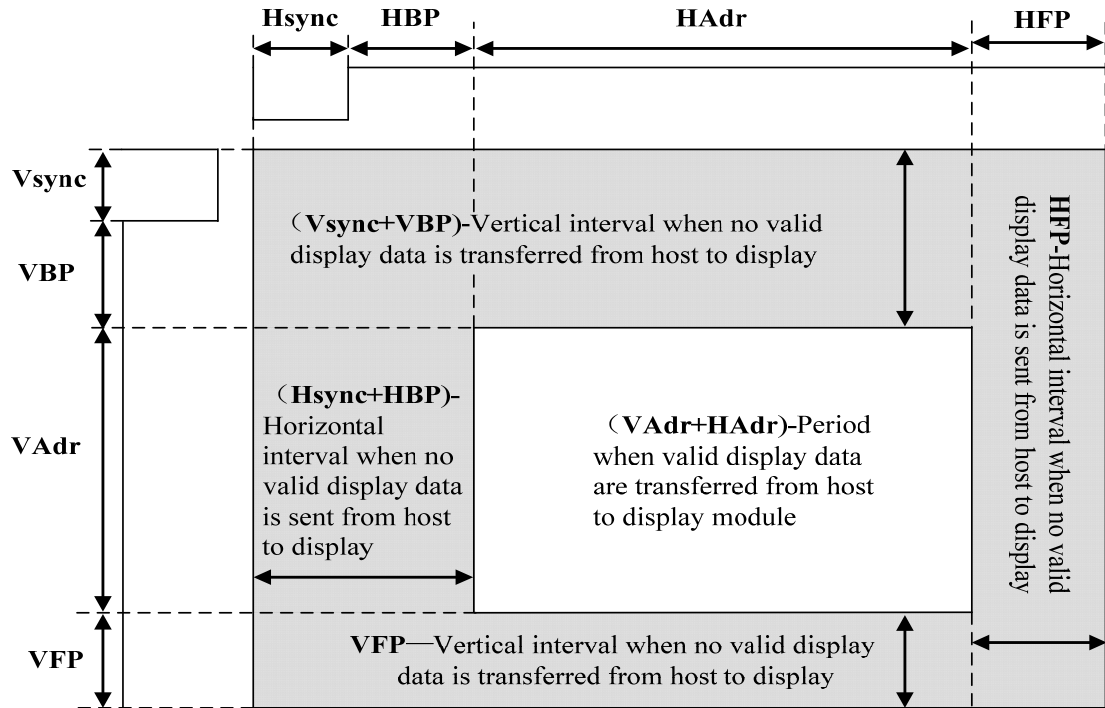 Hsync
HBP
HAdr
HFP
Vsync
VBP
VAdr
VFP
（Vsync+VBP)-Vertical interval when no valid
display data is transferred from host to display
HFP-Horizontal interval when no valid
display data is sent from host to display
（Hsync+HBP)-
Horizontal
interval when no
valid display data
is sent from host
to display
（VAdr+HAdr)-Period
when valid display data
are transferred from host
to display module
VFP—Vertical interval when no valid display
data is transferred from host to display